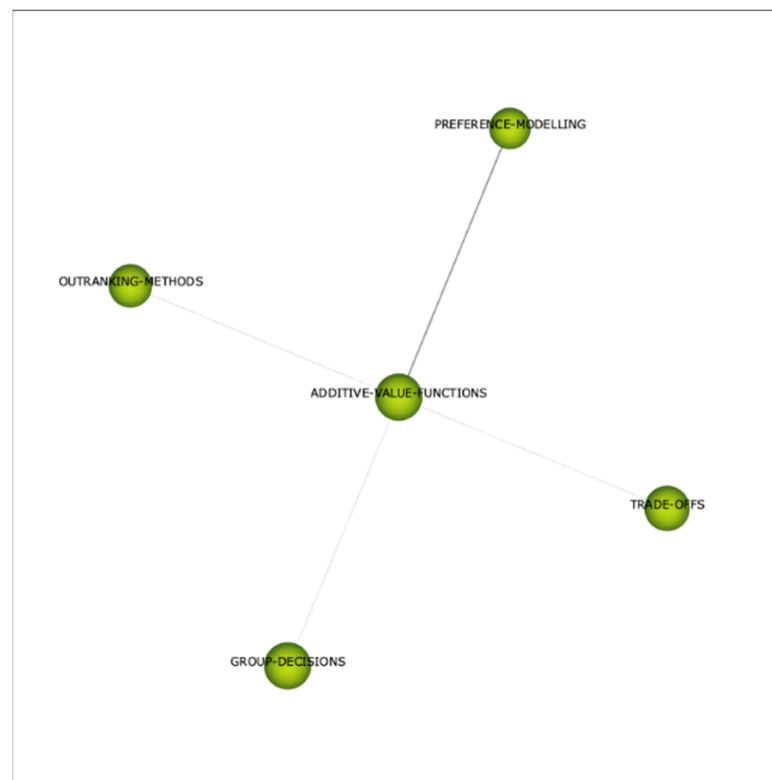 PREFERENCE-MODELLING
OUTRANKING-METHODS
ADDITIVE-VALUE-FUNCTIONS
TRADE-OFFS
GROUP-DECISIONS